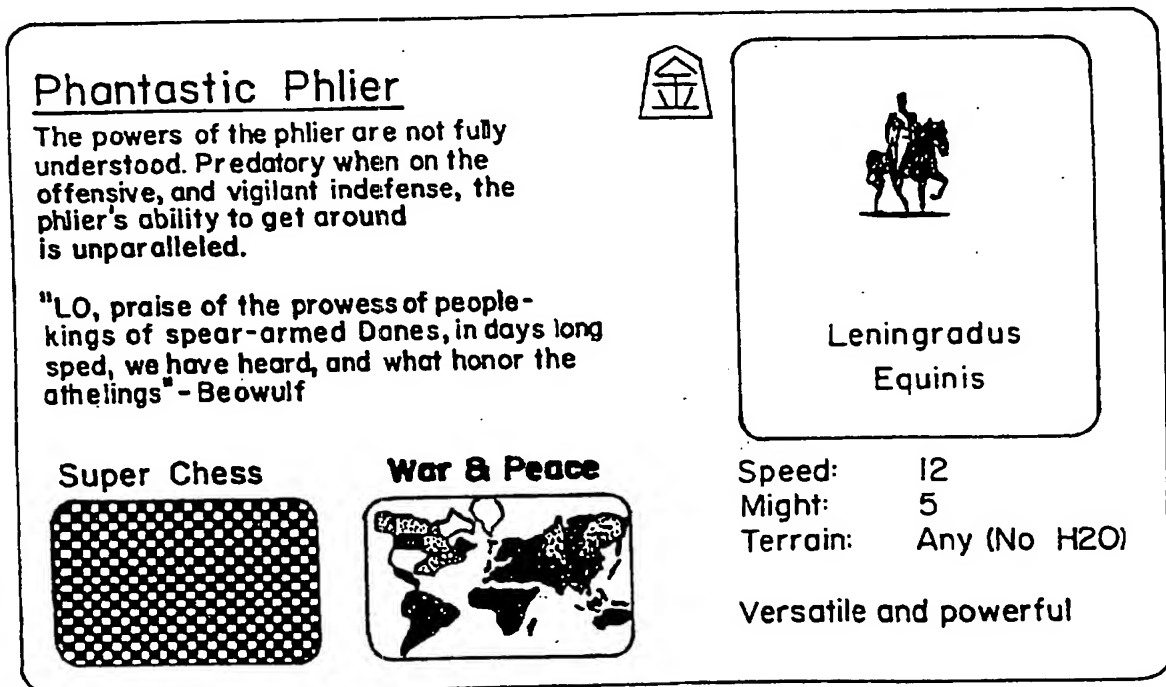 Phantastic Phlier
The powers of the phlier are not fully
understood. Predatory when on the
offensive, and vigilant indefense, the
phlier's ability to get around
is unparalleled.
"LO, praise of the prowess of people-
kings of spear-armed Danes, in days long
sped, we have heard, and what honor the
athelings" - Beowulf
金
Leningradus
Equinis
Super Chess
War & Peace
Speed: 12
Might: 5
Terrain: Any (No H2O)
Versatile and powerful